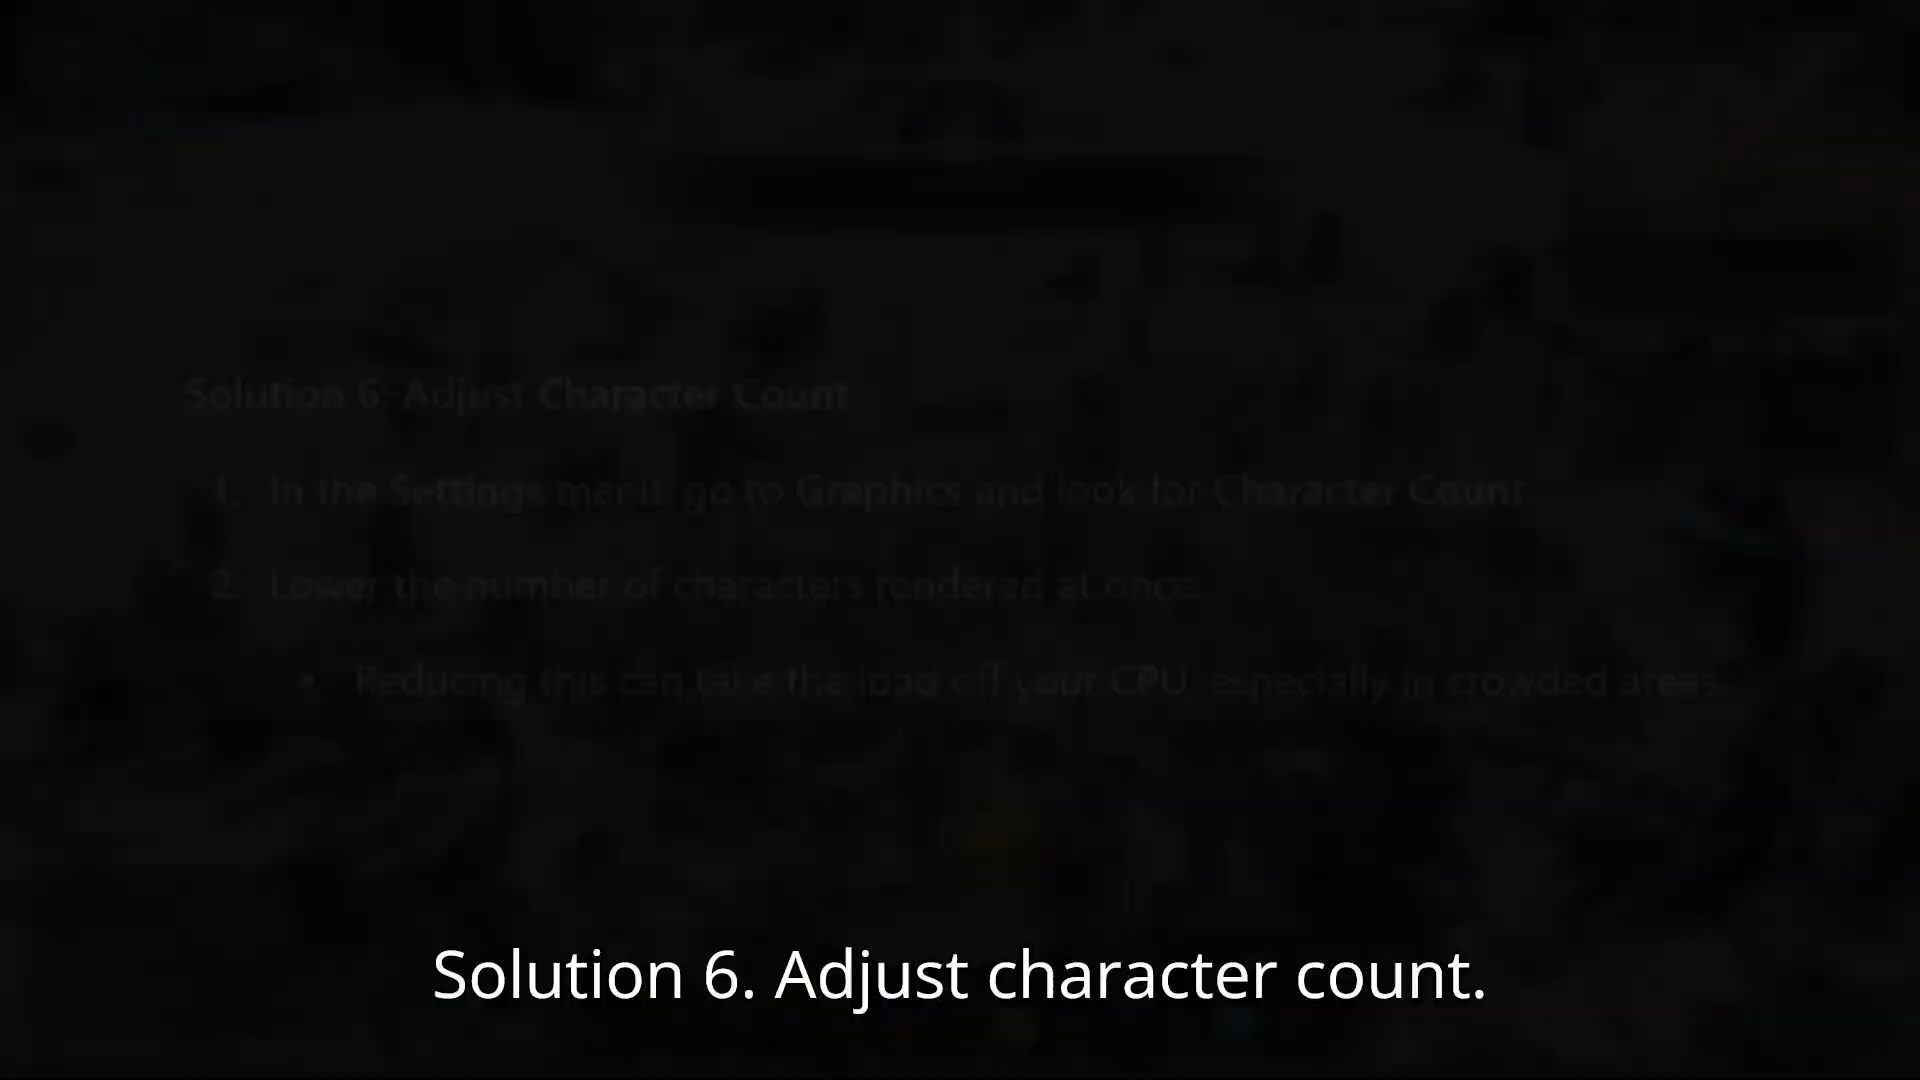 Solution 6: Adjust Character Count
1. In the Settings menu, go to Graphics and look for Character Count
2. Lower the number of characters rendered at once
• Reducing this can take the load off your CPU, especially in crowded areas
Solution 6. Adjust character count.